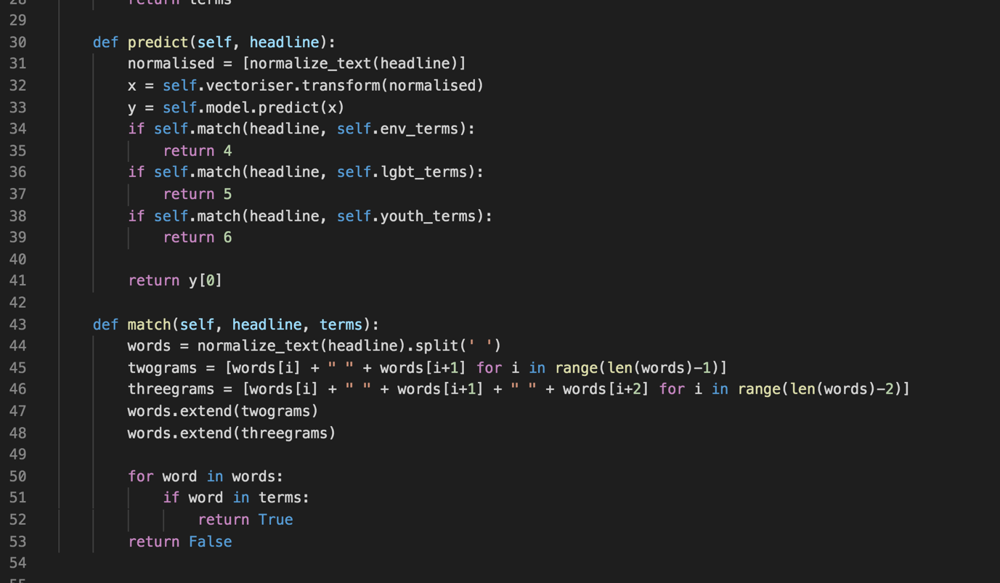 28 return terms
29
30 def predict(self, headline):
31 normalised = [normalize_text(headline)]
32 x = self.vectoriser.transform(normalised)
33 y = self.model.predict(x)
34 if self.match(headline, self.env_terms):
35 return 4
36 if self.match(headline, self.lgbt_terms):
37 return 5
38 if self.match(headline, self.youth_terms):
39 return 6
40
41 return y[0]
42
43 def match(self, headline, terms):
44 words = normalize_text(headline).split(' ')
45 twograms = [words[i] + " " + words[i+1] for i in range(len(words)-1)]
46 threegrams = [words[i] + " " + words[i+1] + " " + words[i+2] for i in range(len(words)-2)]
47 words.extend(twograms)
48 words.extend(threegrams)
49
50 for word in words:
51 if word in terms:
52 return True
53 return False
54
55